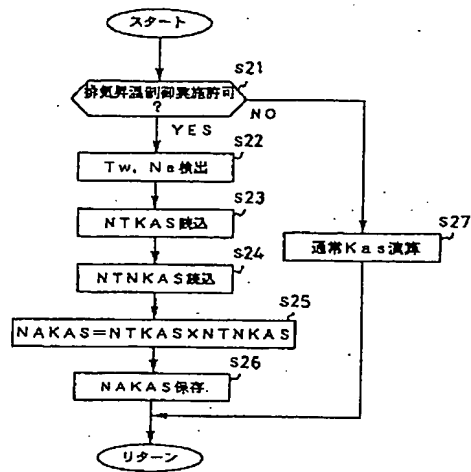 スタート
S21
排気昇温制御実施許可
?
NO
YES
S22
Tw, Ne検出
S23
NTKAS読込
S27
通常Kas演算
S24
NTNKAS読込
S25
NAKAS=NTKAS×NTNKAS
S26
NAKAS保存.
リターン